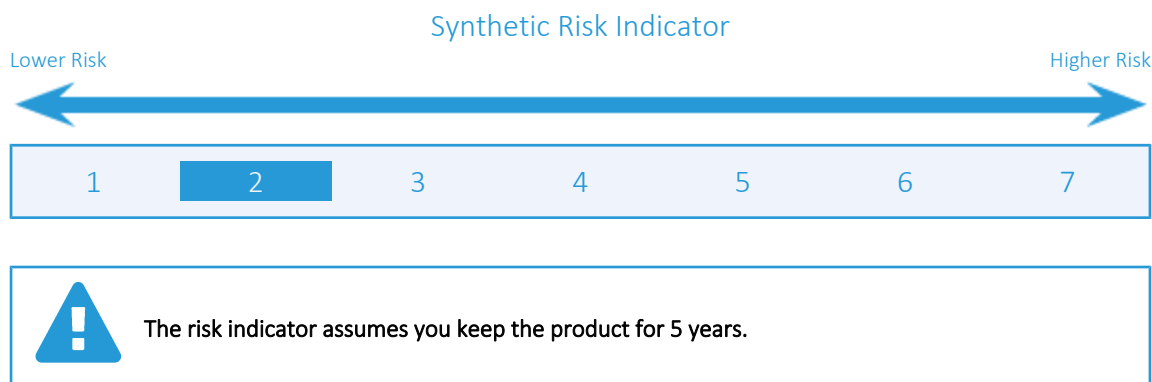 Synthetic Risk Indicator
Lower Risk Higher Risk
1 2 3 4 5 6 7
The risk indicator assumes you keep the product for 5 years.